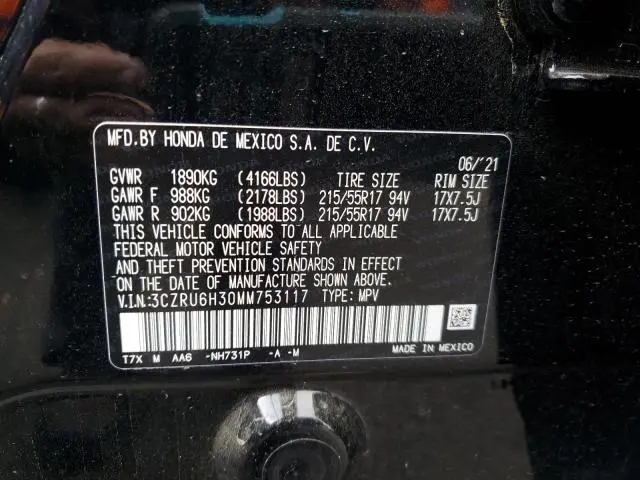 MFD.BY HONDA DE MEXICO S.A. DE C.V.
06/'21
GVWR 1890KG (4166LBS) TIRE SIZE RIM SIZE
GAWR F 988KG (2178LBS) 215/55R17 94V 17X7.5J
GAWR R 902KG (1988LBS) 215/55R17 94V 17X7.5J
THIS VEHICLE CONFORMS TO ALL APPLICABLE
FEDERAL MOTOR VEHICLE SAFETY
AND THEFT PREVENTION STANDARDS IN EFFECT
ON THE DATE OF MANUFACTURE SHOWN ABOVE.
V.I.N.:3CZRU6H30MM753117 TYPE: MPV
T7X M AA6 -NH731P -A -M MADE IN MEXICO